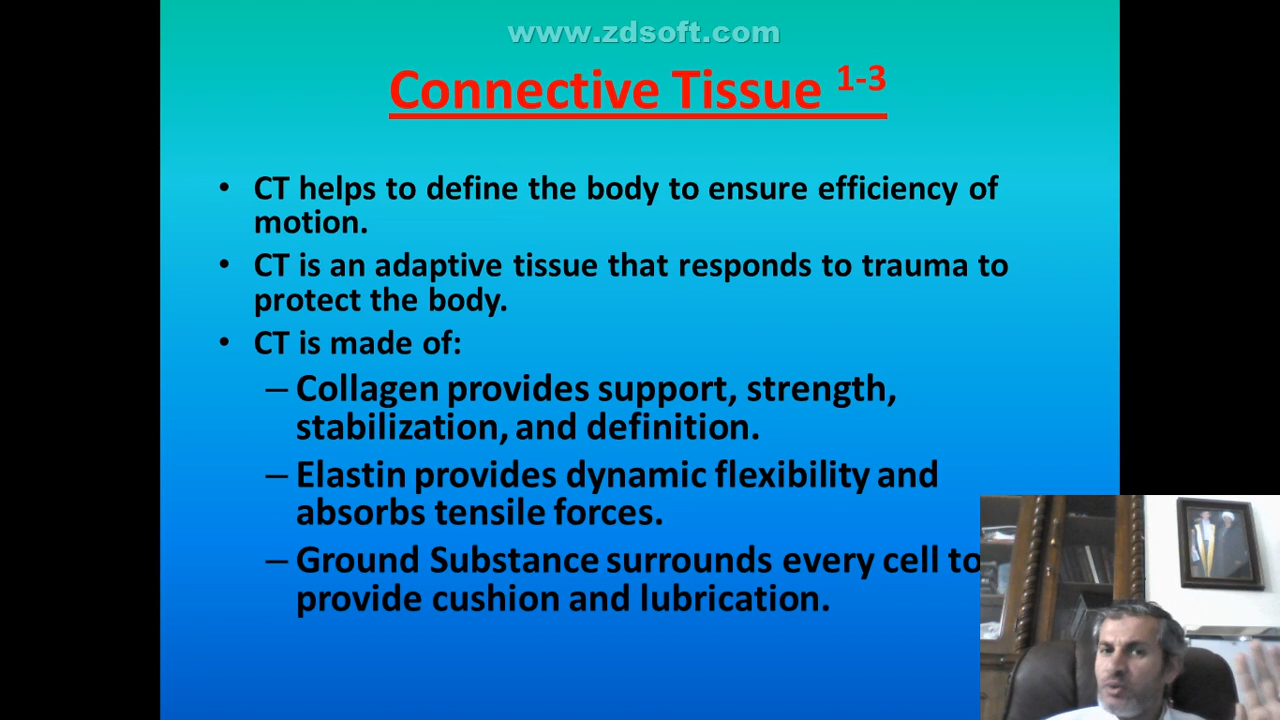 www.zdsoft.com
Connective Tissue 1-3
• CT helps to define the body to ensure efficiency of
motion.
• CT is an adaptive tissue that responds to trauma to
protect the body.
• CT is made of:
– Collagen provides support, strength,
stabilization, and definition.
– Elastin provides dynamic flexibility and
absorbs tensile forces.
– Ground Substance surrounds every cell to
provide cushion and lubrication.